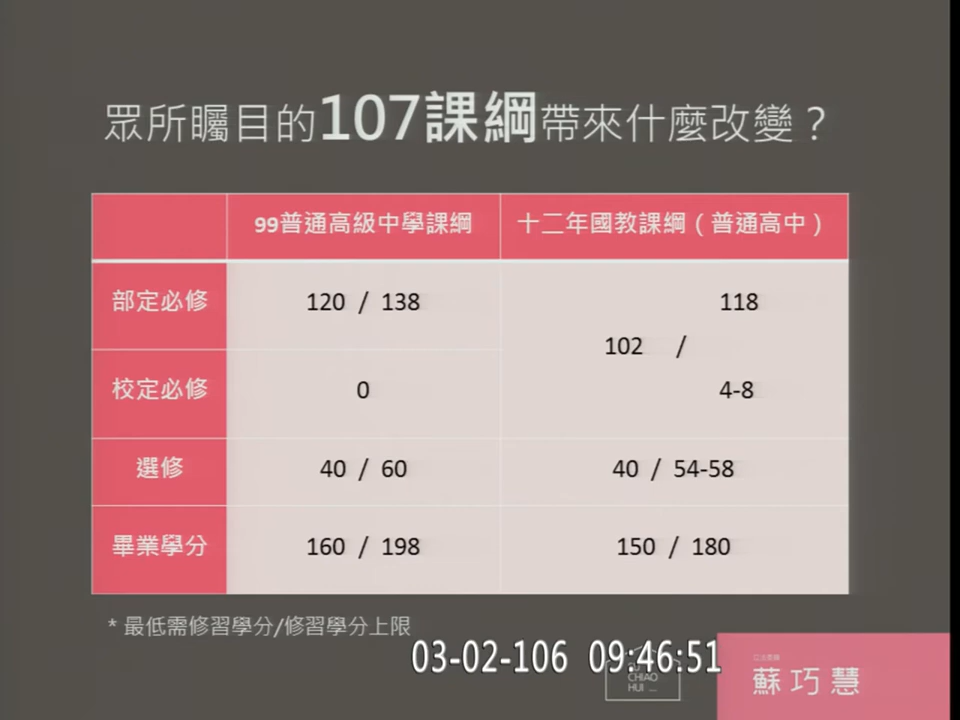 眾所矚目的107課綱帶來什麼改變？
99普通高級中學課綱 十二年國教課綱（普通高中）
部定必修 120 / 138 118
102 /
校定必修 0 4-8
選修 40 / 60 40 / 54-58
畢業學分 160 / 198 150 / 180
* 最低需修習學分/修習學分上限
03-02-106 09:46:51
CHIAO
HUI
立法委員
蘇巧慧